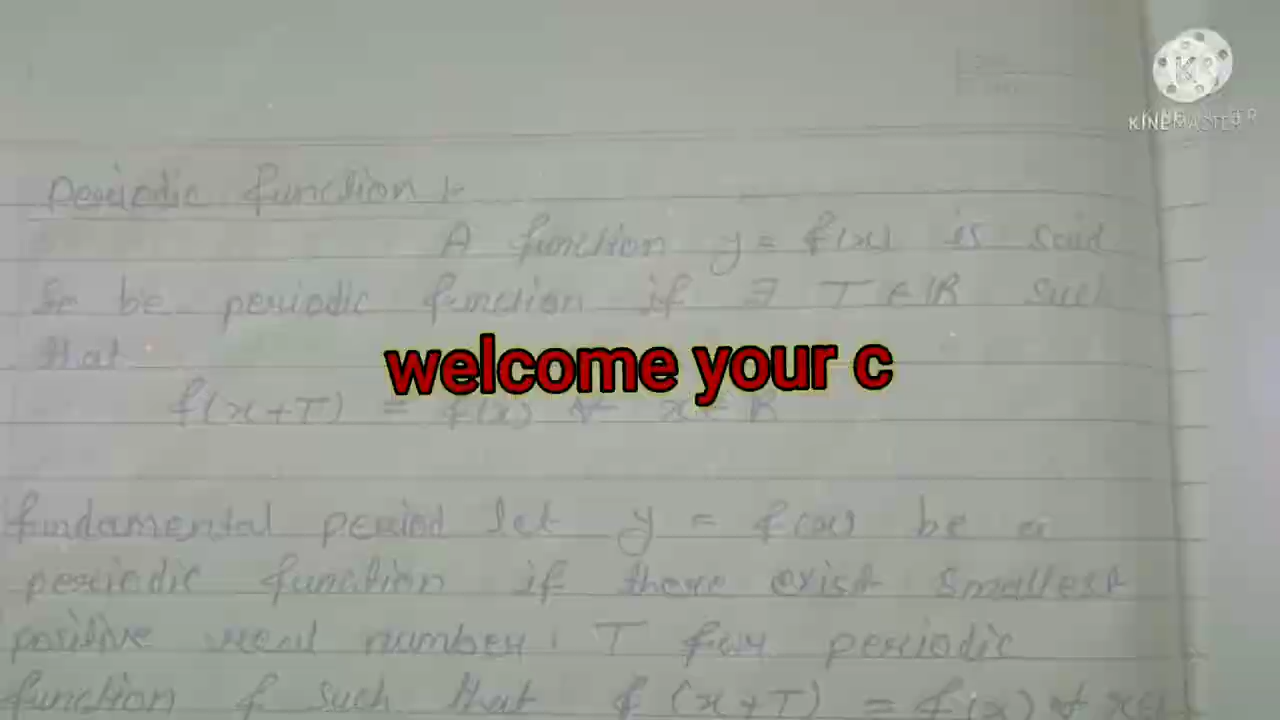 KINEMASTER
Periodic function :-
A function y = f(x) is said
to be periodic function if ∃ T ∈ IR such
that
welcome your c
f(x+T) = f(x) ∀ x ∈ R
fundamental period let y = f(x) be a
periodic function if there exist smallest
positive real number T for periodic
function f such that f(x+T) = f(x) ∀ x ∈